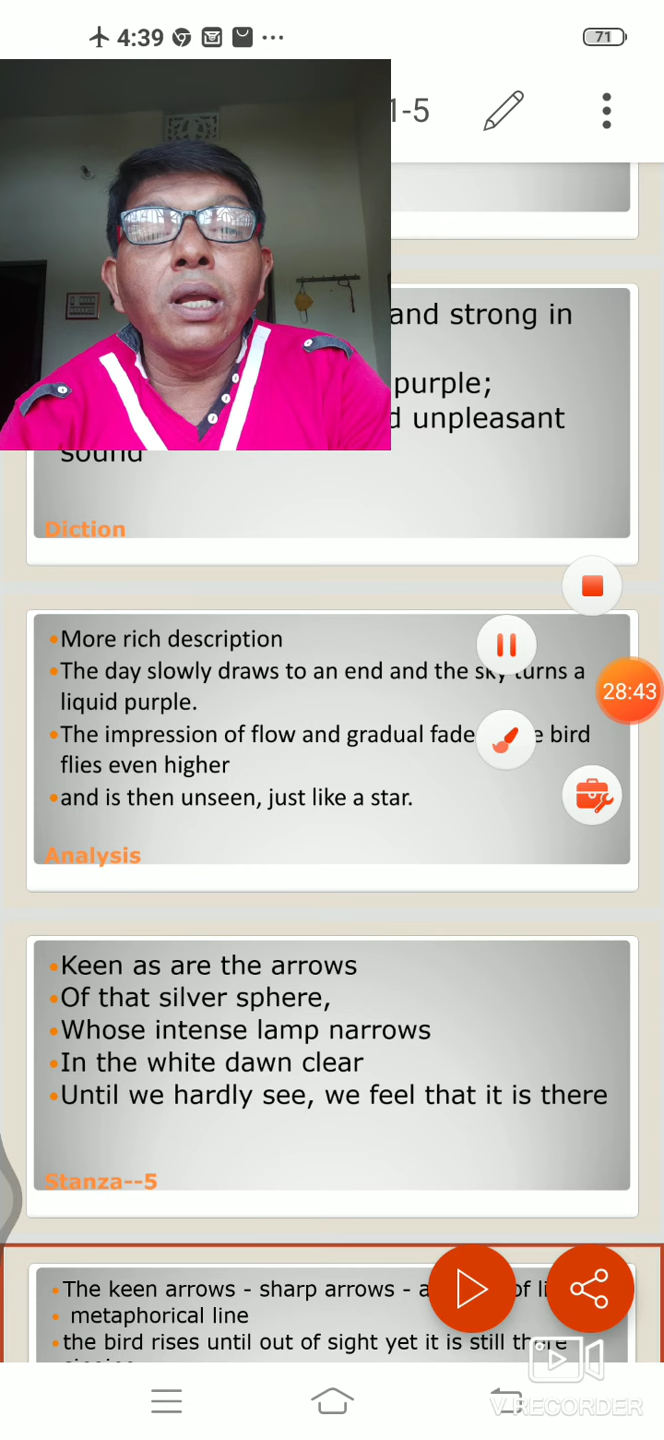 4:39
71
1-5
and strong in
purple;
d unpleasant
sound
Diction
•More rich description
•The day slowly draws to an end and the sky turns a
liquid purple.
•The impression of flow and gradual fade bird
flies even higher
•and is then unseen, just like a star.
Analysis
28:43
•Keen as are the arrows
•Of that silver sphere,
•Whose intense lamp narrows
•In the white dawn clear
•Until we hardly see, we feel that it is there
Stanza--5
•The keen arrows - sharp arrows - of
• metaphorical line
•the bird rises until out of sight yet it is still there
V RECORDER